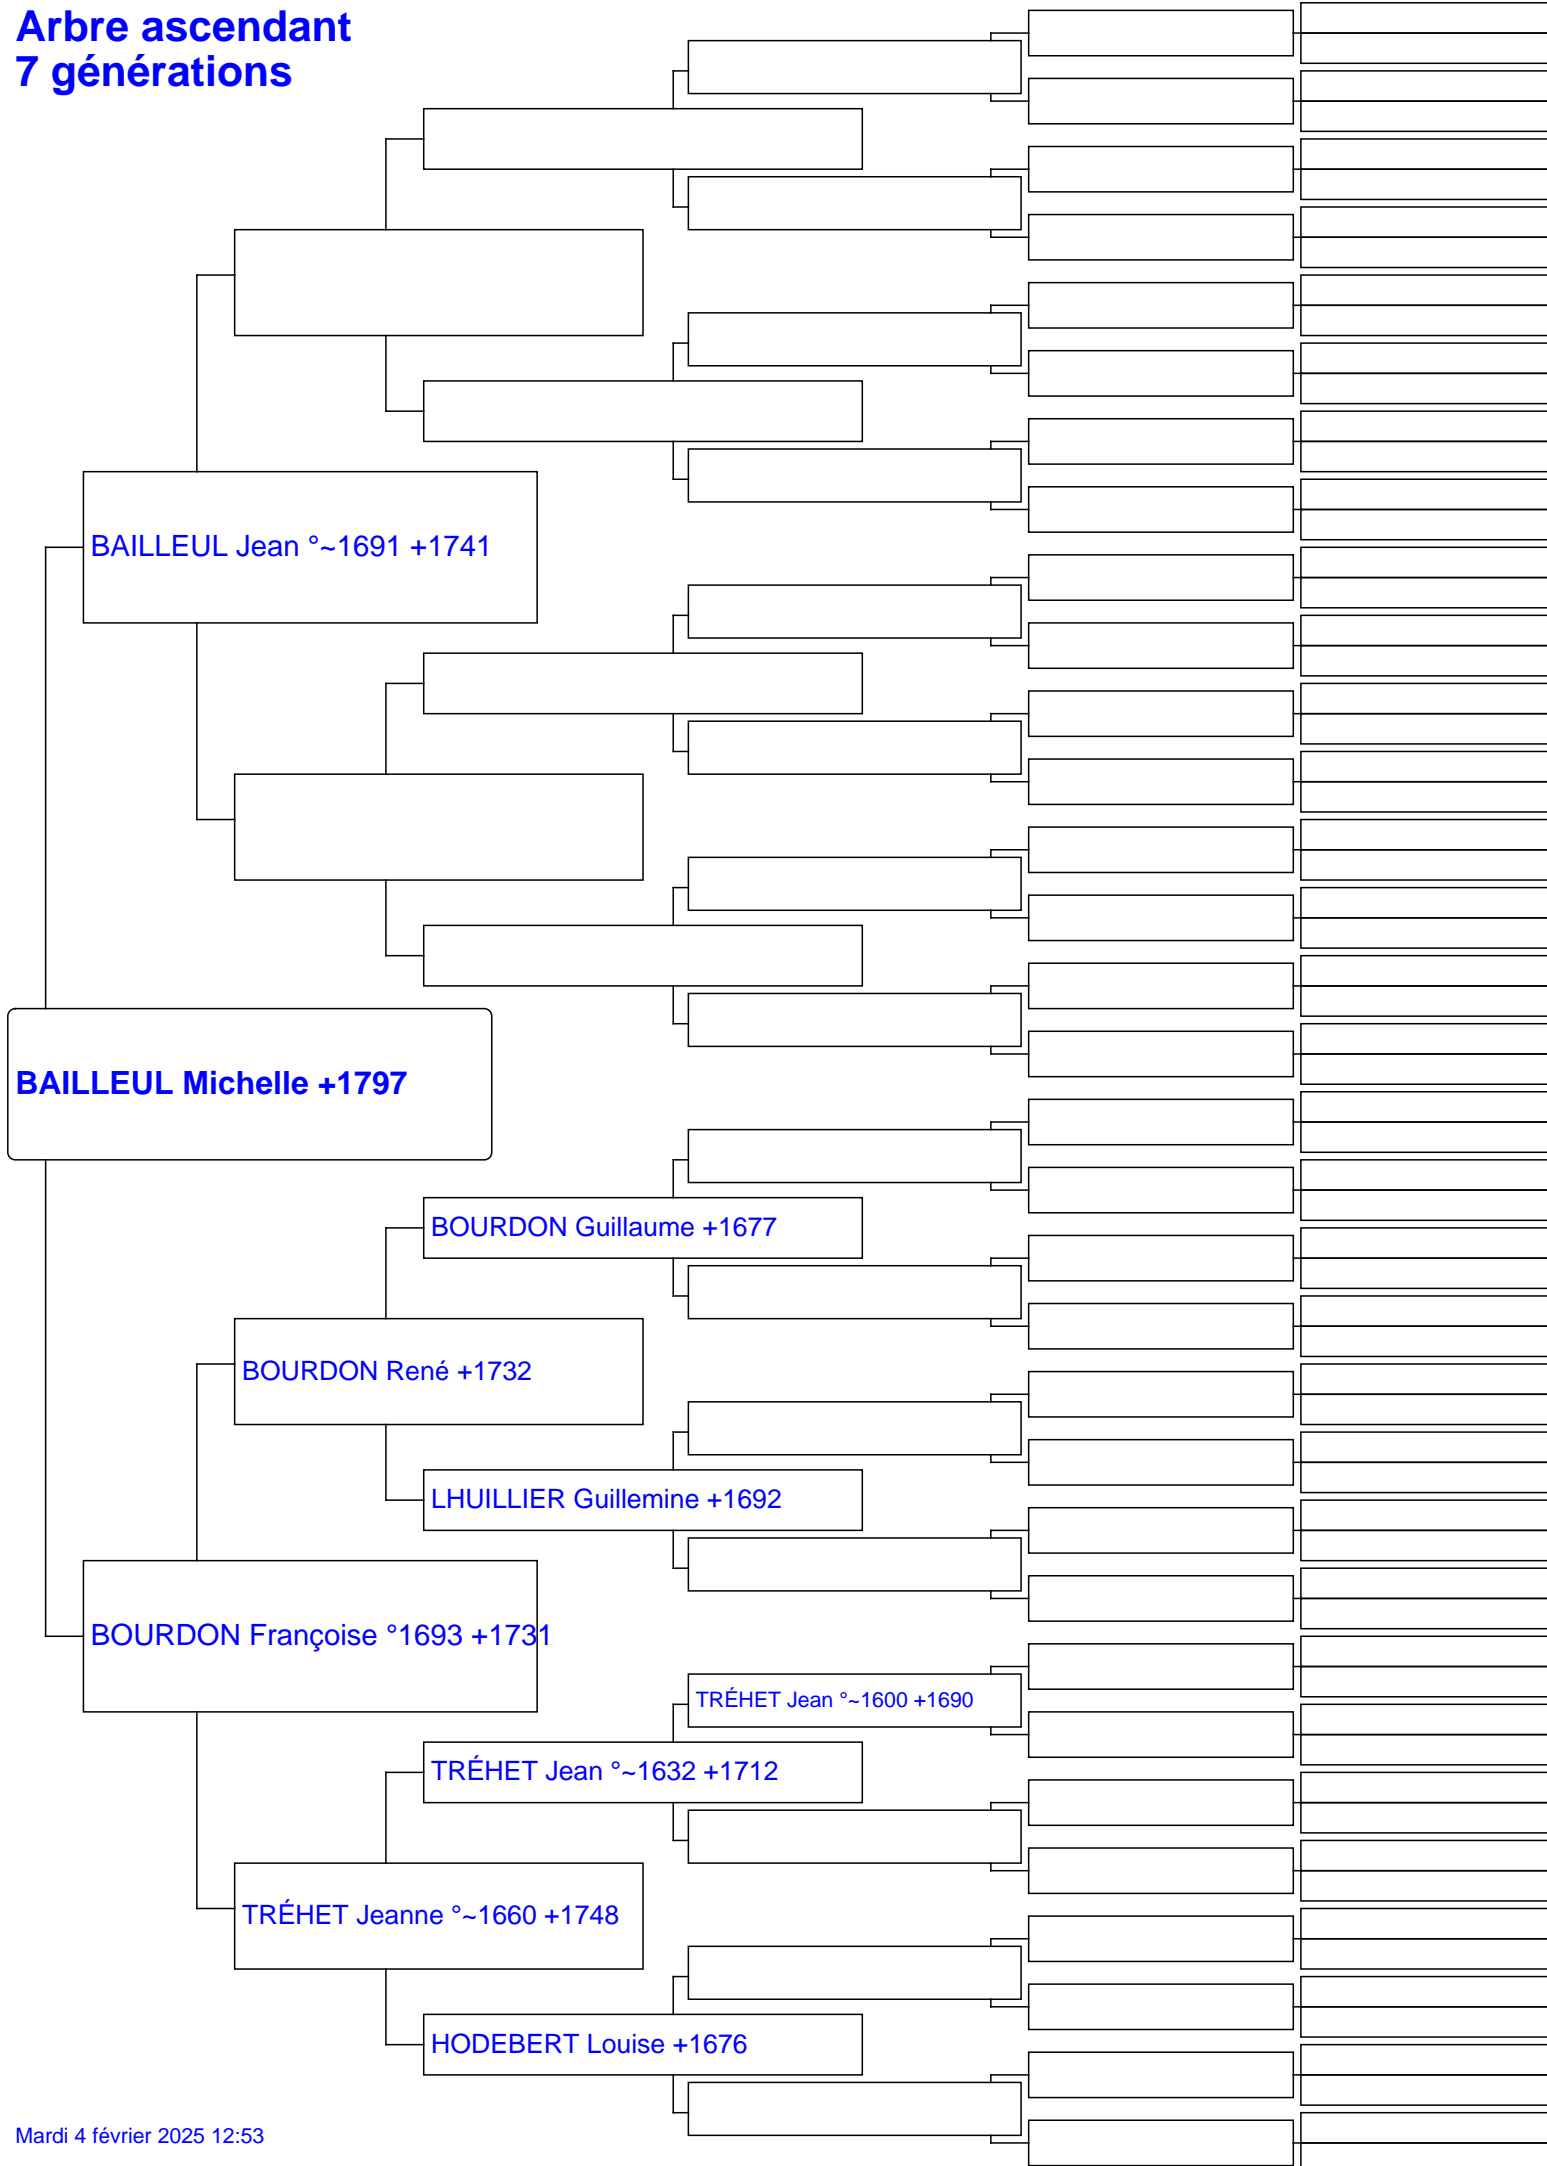 Arbre ascendant
7 générations
BAILLEUL Jean °~1691 +1741
BAILLEUL Michelle +1797
BOURDON Guillaume +1677
BOURDON René +1732
LHUILLIER Guillemine +1692
BOURDON Françoise °1693 +1731
TRÉHET Jean °~1600 +1690
TRÉHET Jean °~1632 +1712
TRÉHET Jeanne °~1660 +1748
HODEBERT Louise +1676
Mardi 4 février 2025 12:53